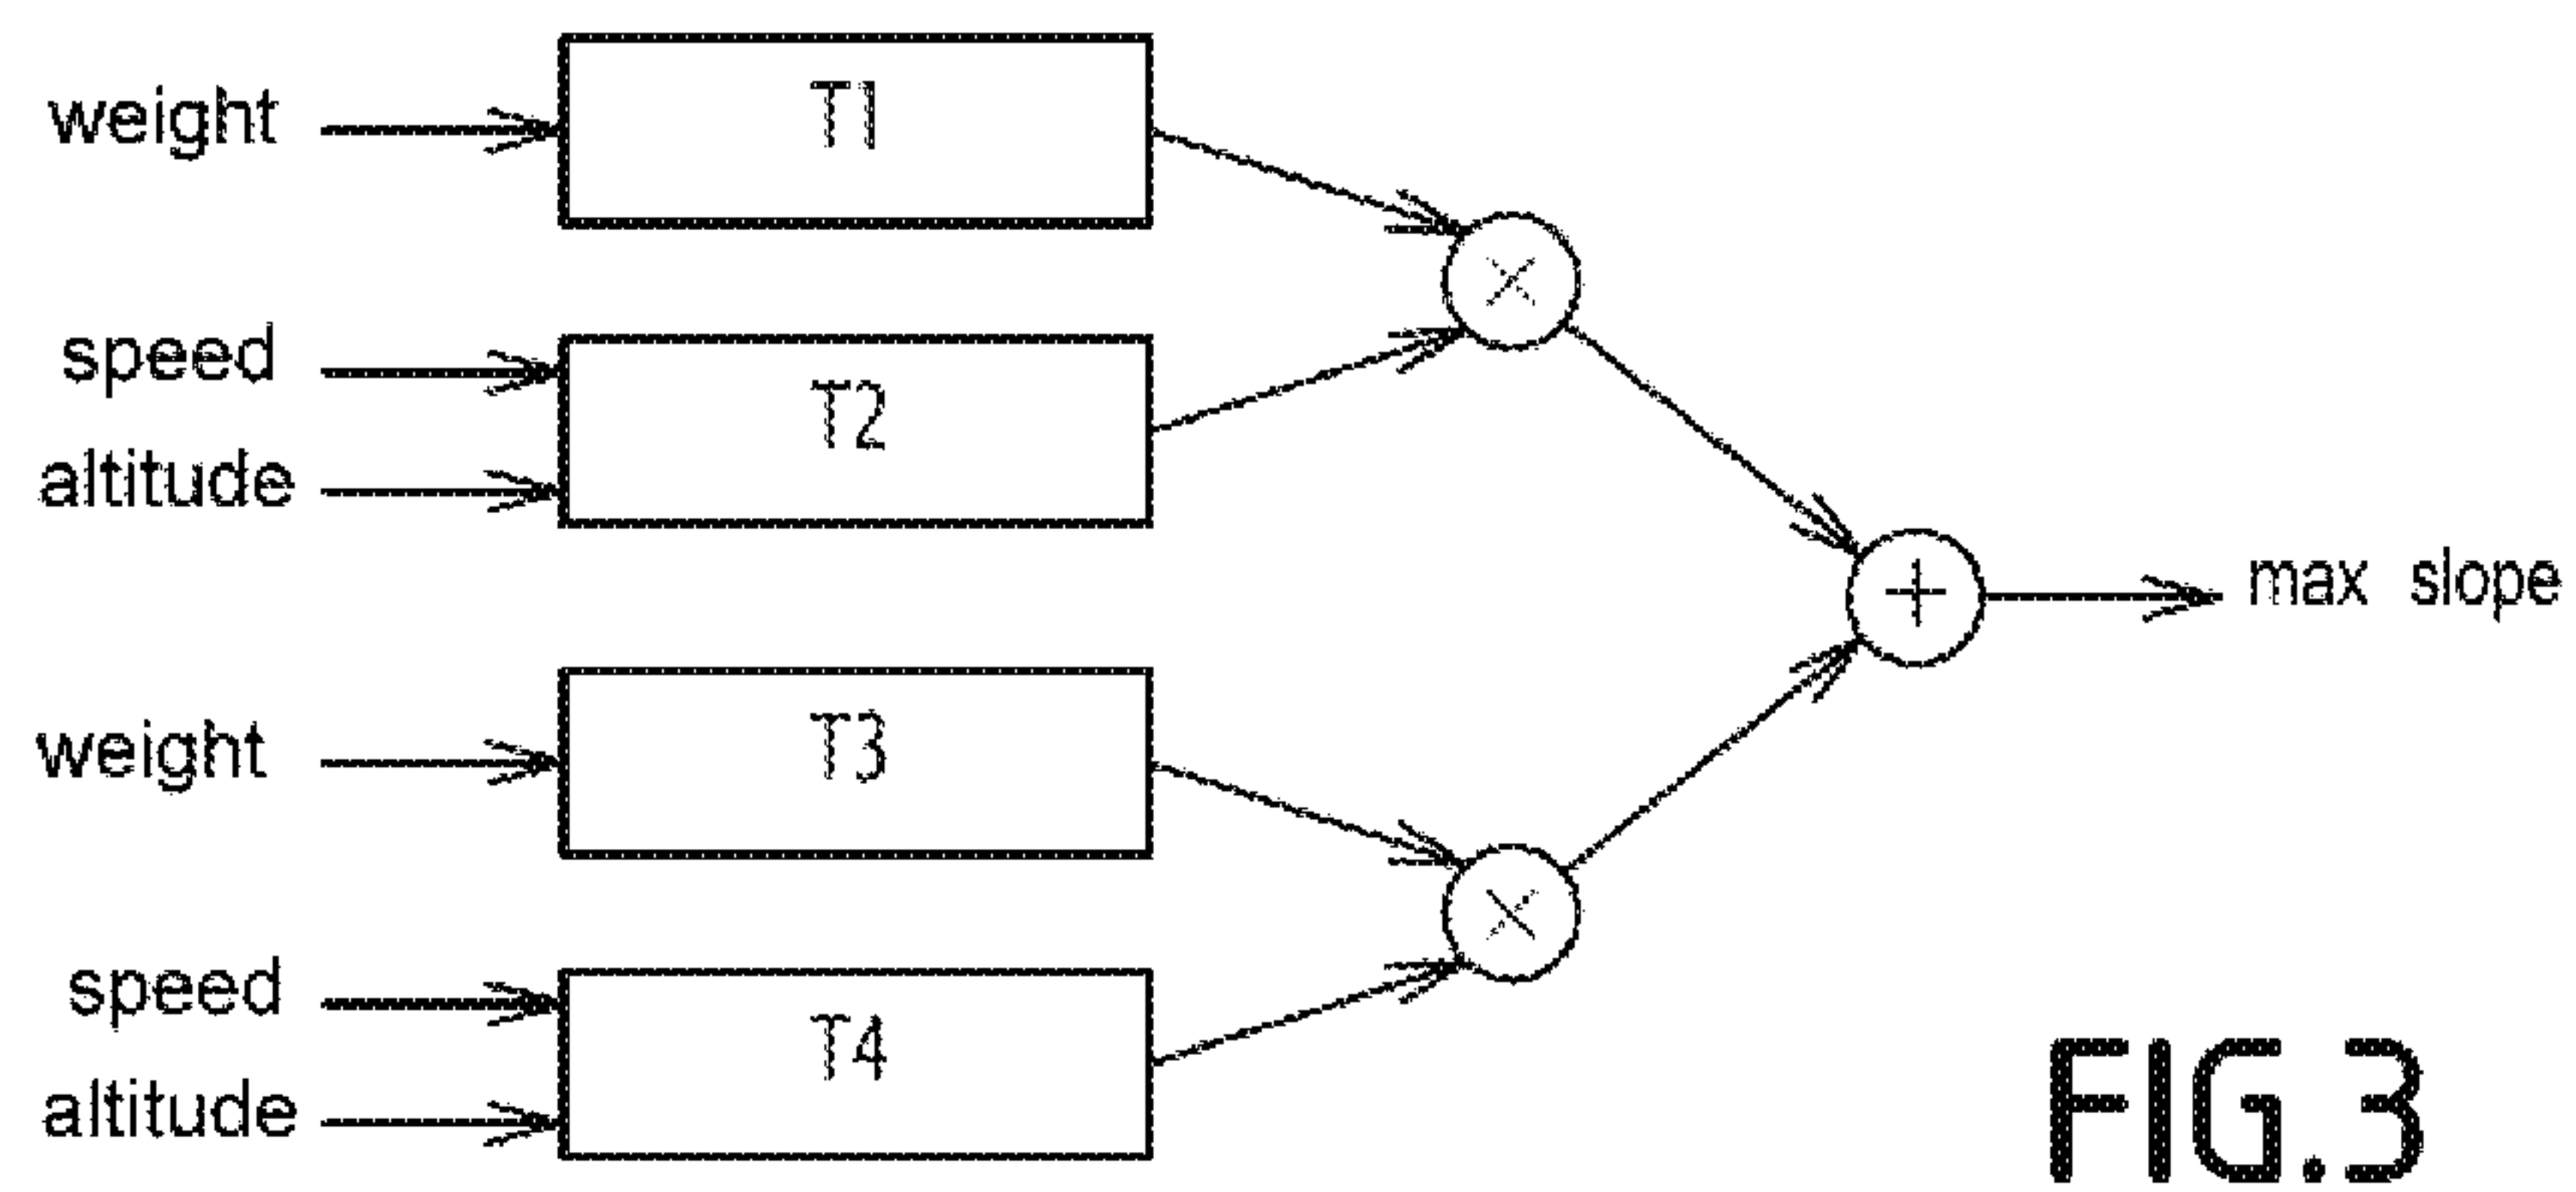 weight
T1
×
speed
T2
altitude
+
max slope
weight
T3
×
speed
T4
altitude
FIG.3